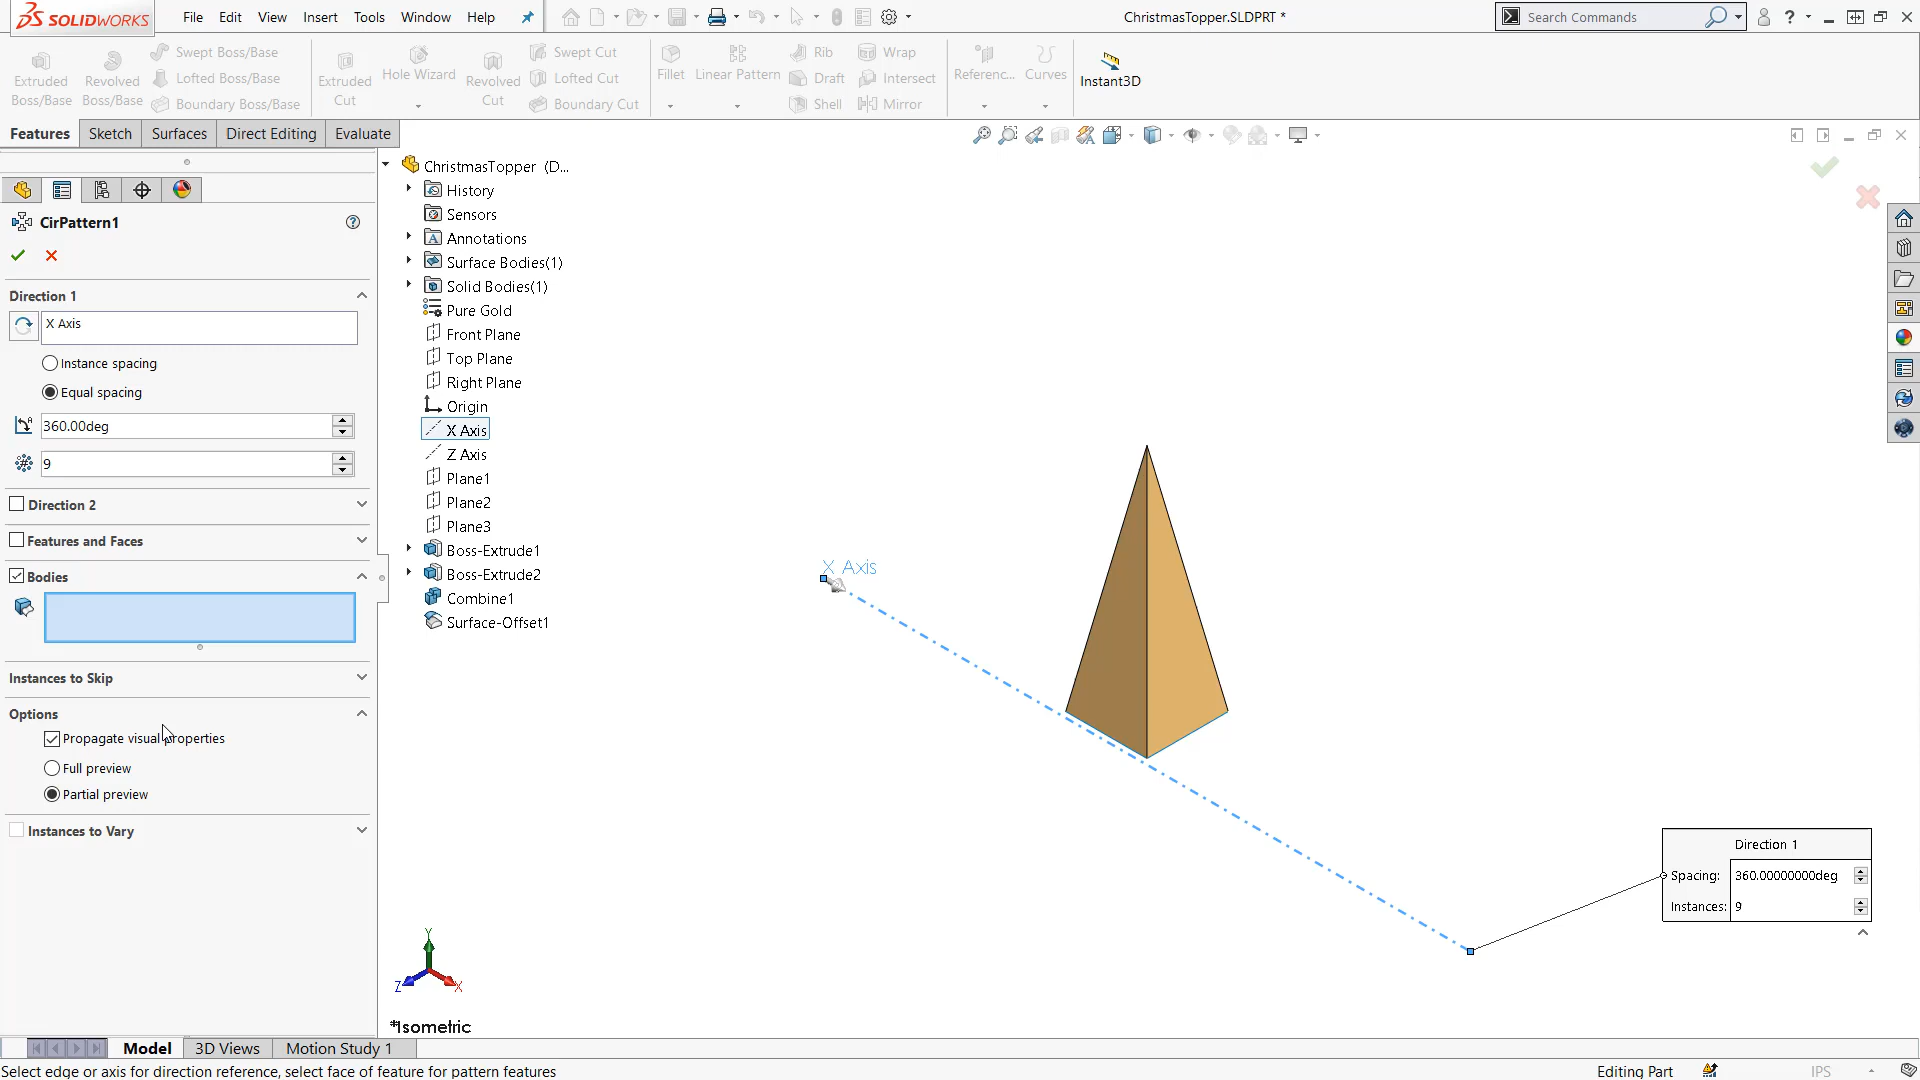 SOLIDWORKS File Edit View Insert Tools Window Help ChristmasTopper.SLDPRT * Search Commands ?
Extruded Boss/Base Revolved Boss/Base Swept Boss/Base Lofted Boss/Base Boundary Boss/Base Extruded Cut Hole Wizard Revolved Cut Swept Cut Lofted Cut Boundary Cut Fillet Linear Pattern Rib Draft Shell Wrap Intersect Mirror Referenc... Curves Instant3D
Features Sketch Surfaces Direct Editing Evaluate
CirPattern1
Direction 1
X Axis
Instance spacing
Equal spacing
360.00deg
9
Direction 2
Features and Faces
Bodies
Instances to Skip
Options
Propagate visual properties
Full preview
Partial preview
Instances to Vary
ChristmasTopper (D...
History
Sensors
Annotations
Surface Bodies(1)
Solid Bodies(1)
Pure Gold
Front Plane
Top Plane
Right Plane
Origin
X Axis
Z Axis
Plane1
Plane2
Plane3
Boss-Extrude1
Boss-Extrude2
Combine1
Surface-Offset1
X Axis
Direction 1
Spacing: 360.00000000deg
Instances: 9
Y
Z X
*Isometric
Model 3D Views Motion Study 1
Select edge or axis for direction reference, select face of feature for pattern features Editing Part IPS